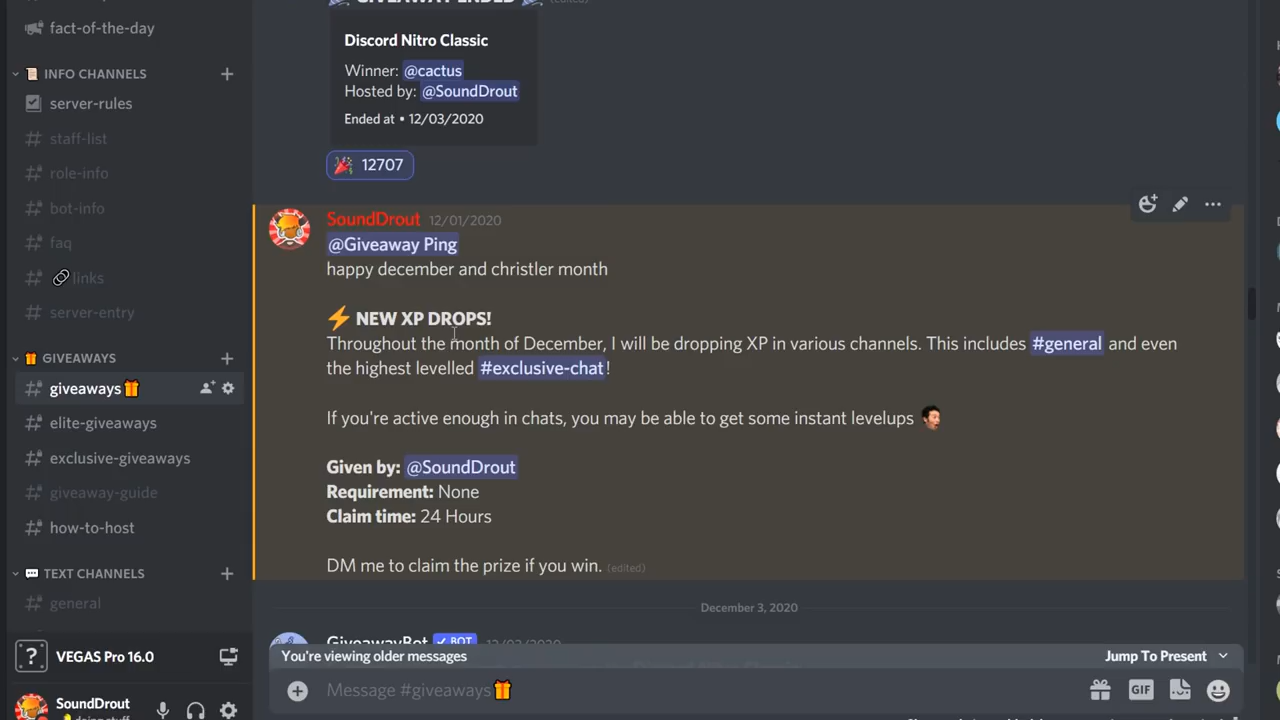 fact-of-the-day
INFO CHANNELS
server-rules
staff-list
role-info
bot-info
faq
links
server-entry
GIVEAWAYS
giveaways
elite-giveaways
exclusive-giveaways
giveaway-guide
how-to-host
TEXT CHANNELS
general
VEGAS Pro 16.0
SoundDrout
GIVEAWAY ENDED (edited)
Discord Nitro Classic
Winner: @cactus
Hosted by: @SoundDrout
Ended at • 12/03/2020
12707
SoundDrout 12/01/2020
@Giveaway Ping
happy december and christler month
NEW XP DROPS!
Throughout the month of December, I will be dropping XP in various channels. This includes #general and even
the highest levelled #exclusive-chat!
If you're active enough in chats, you may be able to get some instant levelups
Given by: @SoundDrout
Requirement: None
Claim time: 24 Hours
DM me to claim the prize if you win. (edited)
December 3, 2020
GiveawayBot BOT 12/03/2020
You're viewing older messages Jump To Present
Message #giveaways
GIF